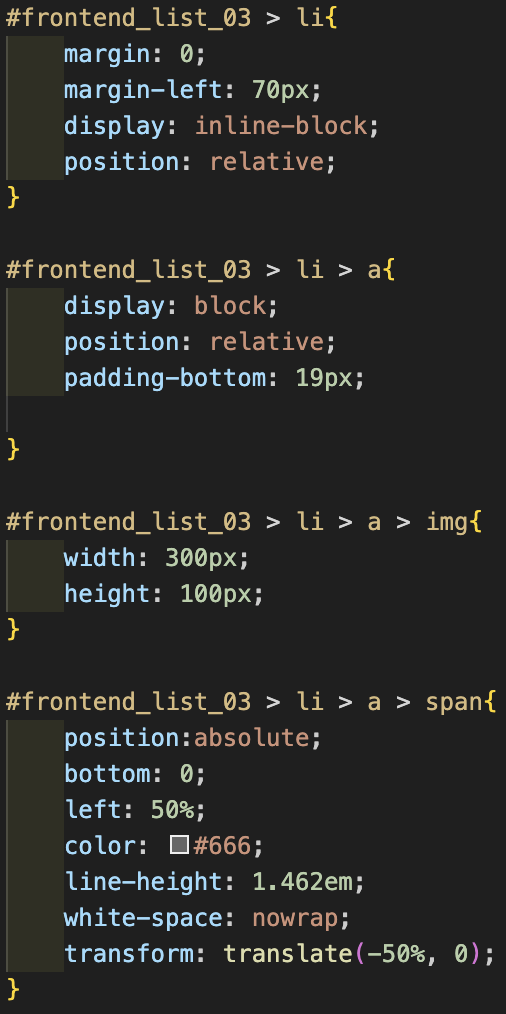 #frontend_list_03 > li{
    margin: 0;
    margin-left: 70px;
    display: inline-block;
    position: relative;
}

#frontend_list_03 > li > a{
    display: block;
    position: relative;
    padding-bottom: 19px;

}

#frontend_list_03 > li > a > img{
    width: 300px;
    height: 100px;
}

#frontend_list_03 > li > a > span{
    position:absolute;
    bottom: 0;
    left: 50%;
    color: #666;
    line-height: 1.462em;
    white-space: nowrap;
    transform: translate(-50%, 0);
}